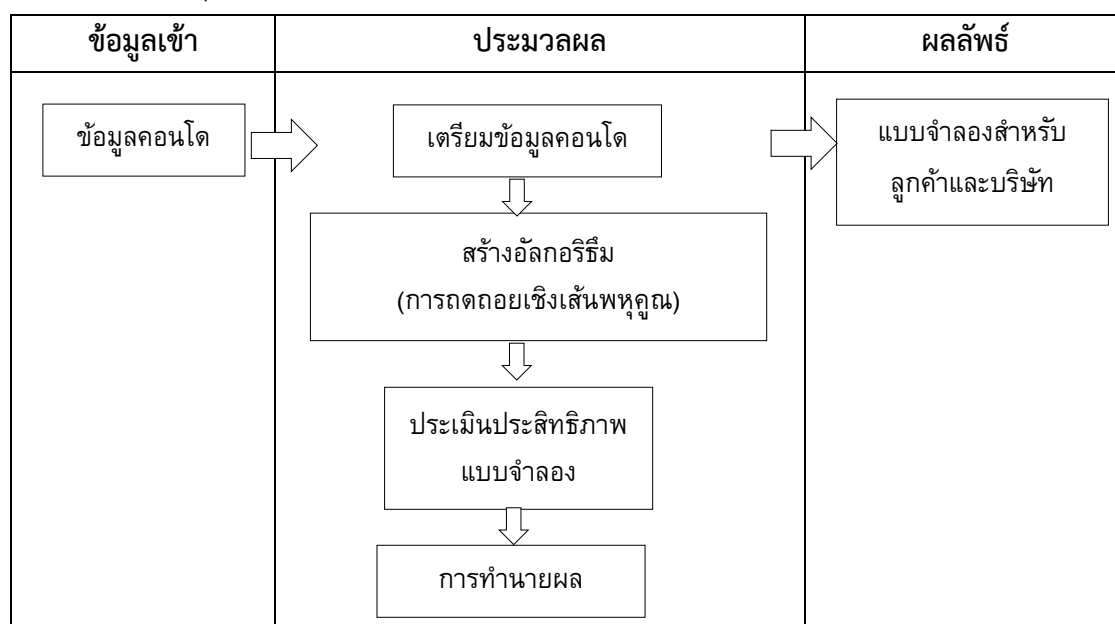 ข้อมูลเข้า
ประมวลผล
ผลลัพธ์
ข้อมูลคอนโด
เตรียมข้อมูลคอนโด
แบบจำลองสำหรับ
ลูกค้าและบริษัท
สร้างอัลกอริธึม
(การถดถอยเชิงเส้นพหุคูณ)
ประเมินประสิทธิภาพ
แบบจำลอง
การทำนายผล